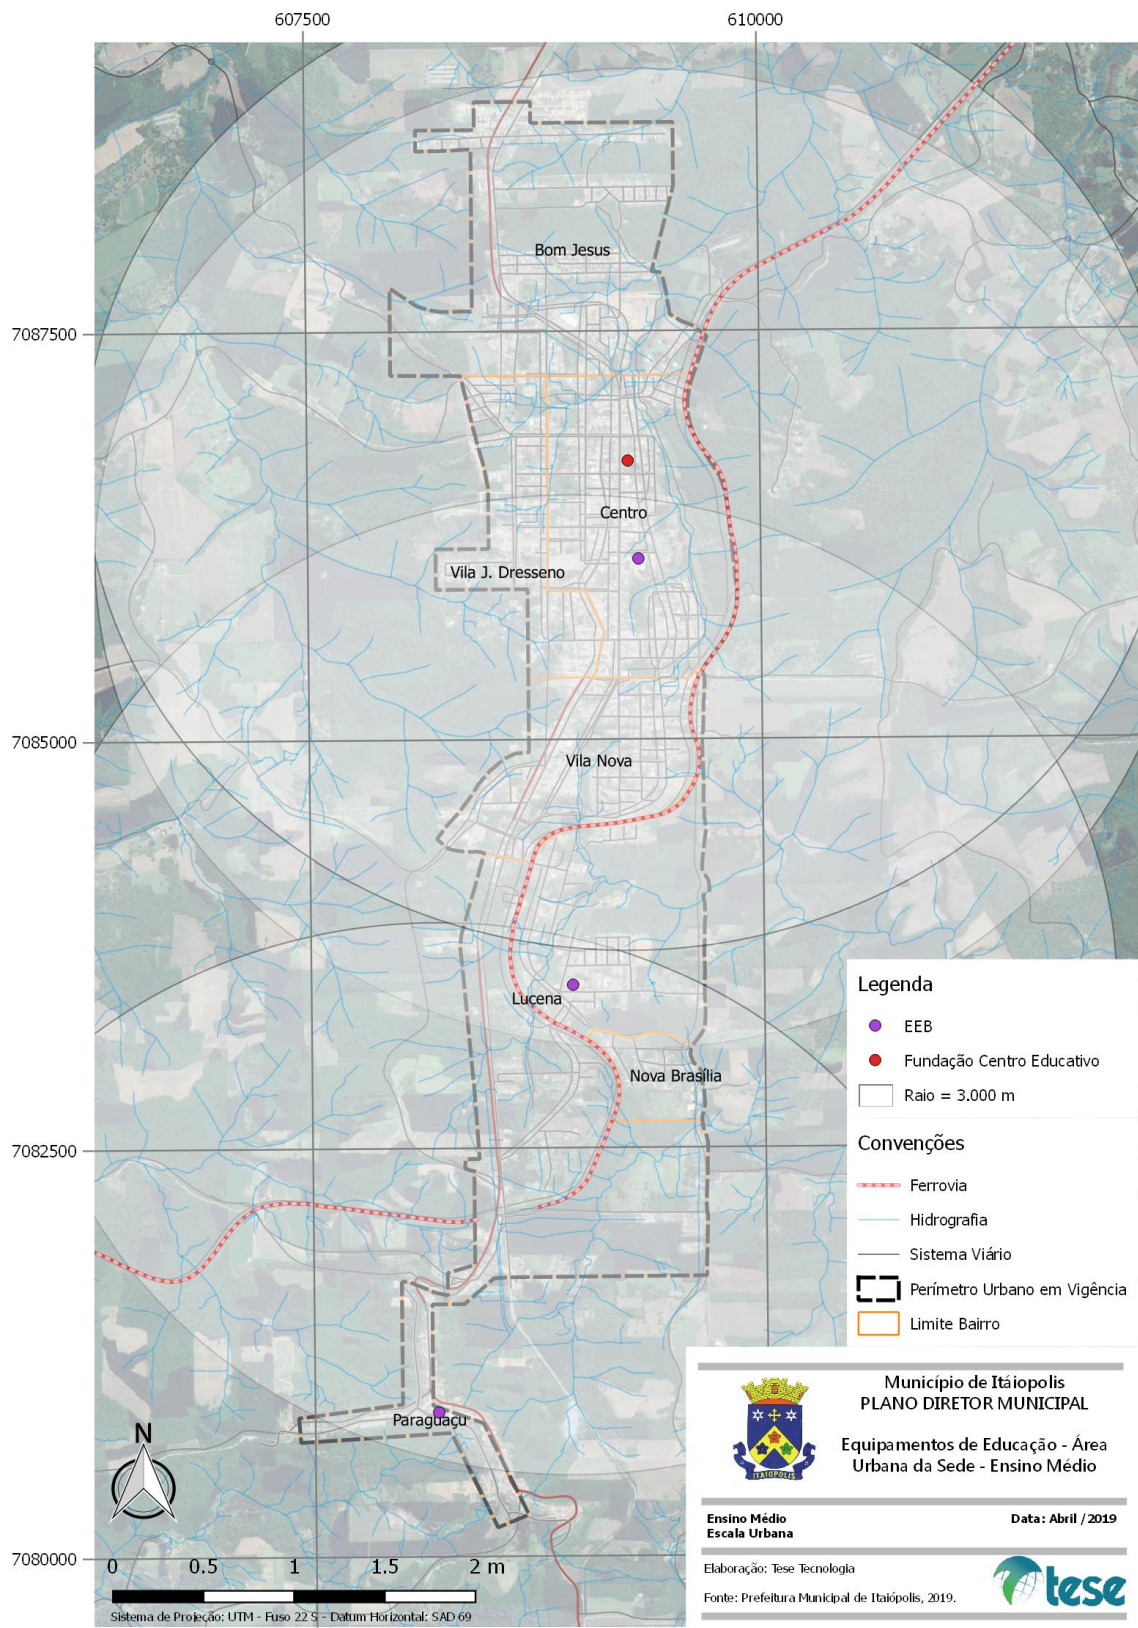 607500
610000
7087500
7085000
7082500
7080000
Bom Jesus
Centro
Vila J. Dresseno
Vila Nova
Lucena
Nova Brasília
Paraguaçu
Legenda
EEB
Fundação Centro Educativo
Raio = 3.000 m
Convenções
Ferrovia
Hidrografia
Sistema Viário
Perímetro Urbano em Vigência
Limite Bairro
N
0 0.5 1 1.5 2 m
Sistema de Projeção: UTM - Fuso 22 S - Datum Horizontal: SAD 69
ITAIOPOLIS
Município de Itáiopolis
PLANO DIRETOR MUNICIPAL
Equipamentos de Educação - Área
Urbana da Sede - Ensino Médio
Ensino Médio
Escala Urbana
Data: Abril /2019
Elaboração: Tese Tecnologia
Fonte: Prefeitura Municipal de Itaiópolis, 2019.
tese